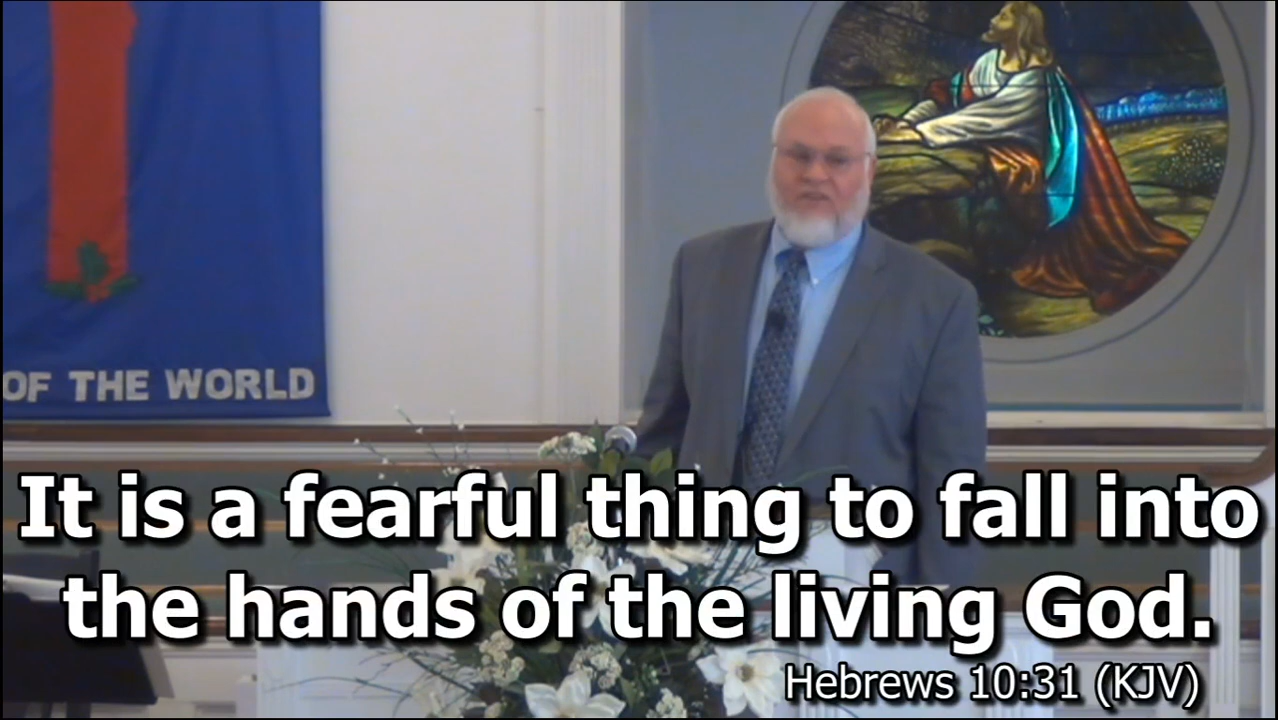 OF THE WORLD
It is a fearful thing to fall into
the hands of the living God.
Hebrews 10:31 (KJV)